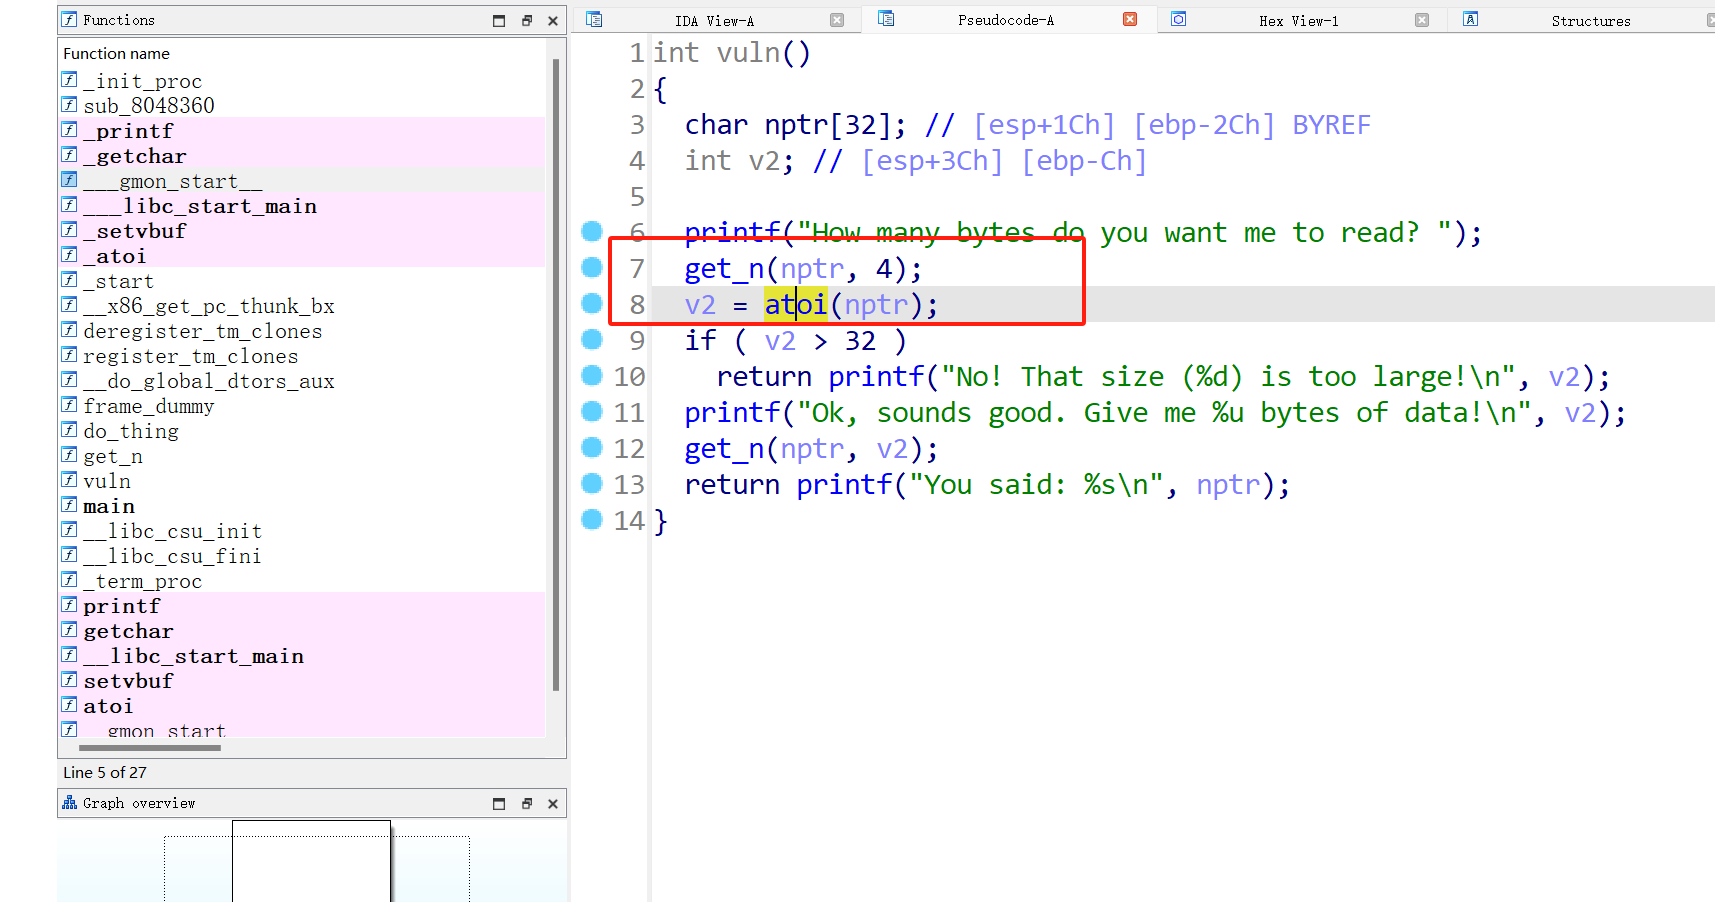 Functions
Function name
_init_proc
sub_8048360
_printf
_getchar
___gmon_start__
___libc_start_main
_setvbuf
_atoi
_start
__x86_get_pc_thunk_bx
deregister_tm_clones
register_tm_clones
__do_global_dtors_aux
frame_dummy
do_thing
get_n
vuln
main
__libc_csu_init
__libc_csu_fini
_term_proc
printf
getchar
__libc_start_main
setvbuf
atoi
__gmon_start__
Line 5 of 27
Graph overview
IDA View-A
Pseudocode-A
Hex View-1
Structures
1 int vuln()
2 {
3   char nptr[32]; // [esp+1Ch] [ebp-2Ch] BYREF
4   int v2; // [esp+3Ch] [ebp-Ch]
5
6   printf("How many bytes do you want me to read? ");
7   get_n(nptr, 4);
8   v2 = atoi(nptr);
9   if ( v2 > 32 )
10     return printf("No! That size (%d) is too large!\n", v2);
11   printf("Ok, sounds good. Give me %u bytes of data!\n", v2);
12   get_n(nptr, v2);
13   return printf("You said: %s\n", nptr);
14 }